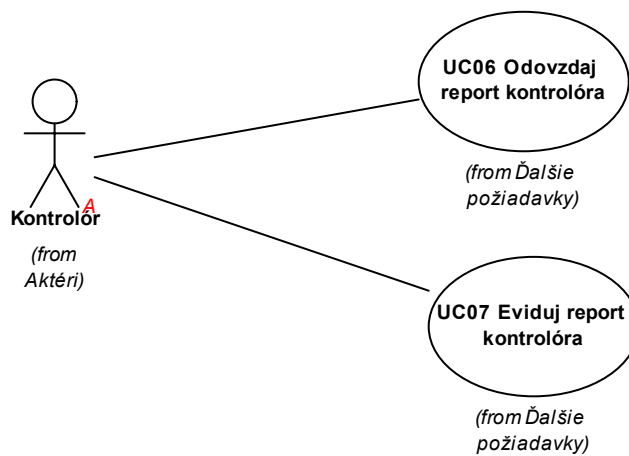 UC06 Odovzdaj
report kontrolóra
(from Ďalšie
požiadavky)
A
Kontrolór
(from
Aktéri)
UC07 Eviduj report
kontrolóra
(from Ďalšie
požiadavky)